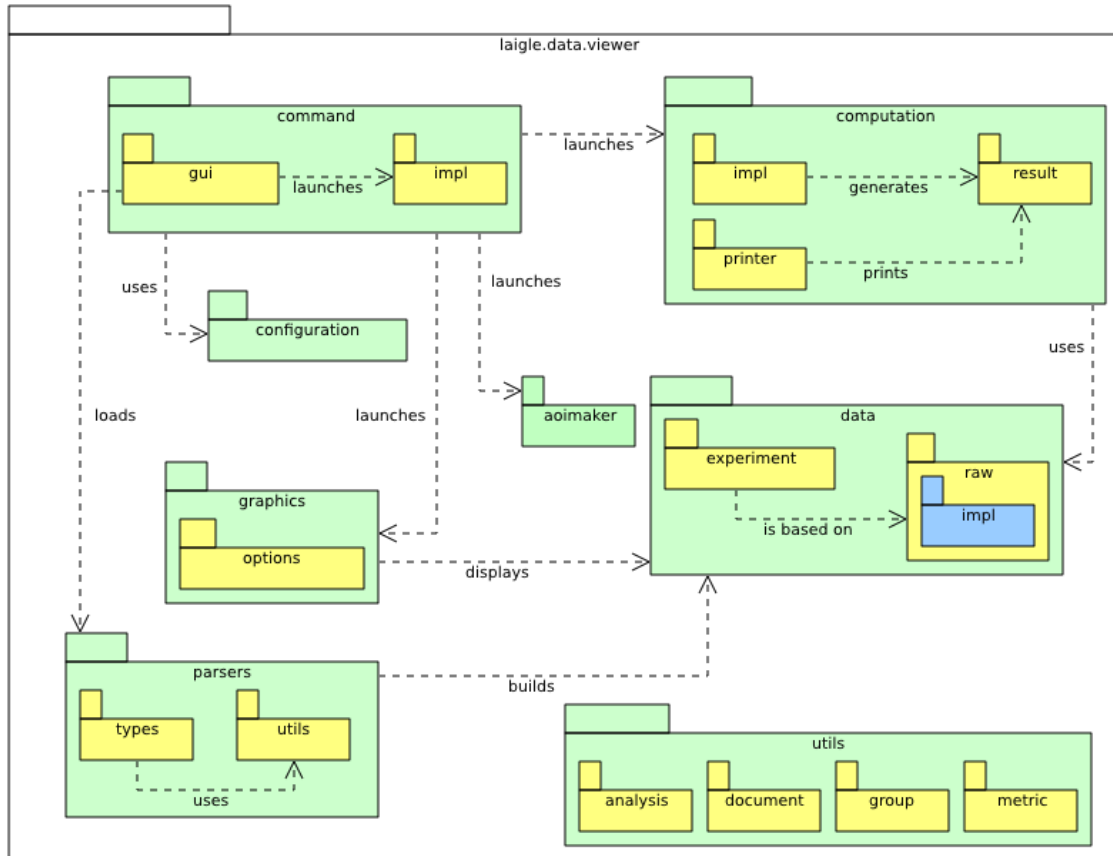 laigle.data.viewer
command
computation
launches
gui
impl
launches
impl
result
generates
printer
prints
uses
launches
configuration
uses
loads
launches
aoimaker
data
experiment
raw
graphics
impl
is based on
options
displays
parsers
builds
types
utils
utils
uses
analysis
document
group
metric